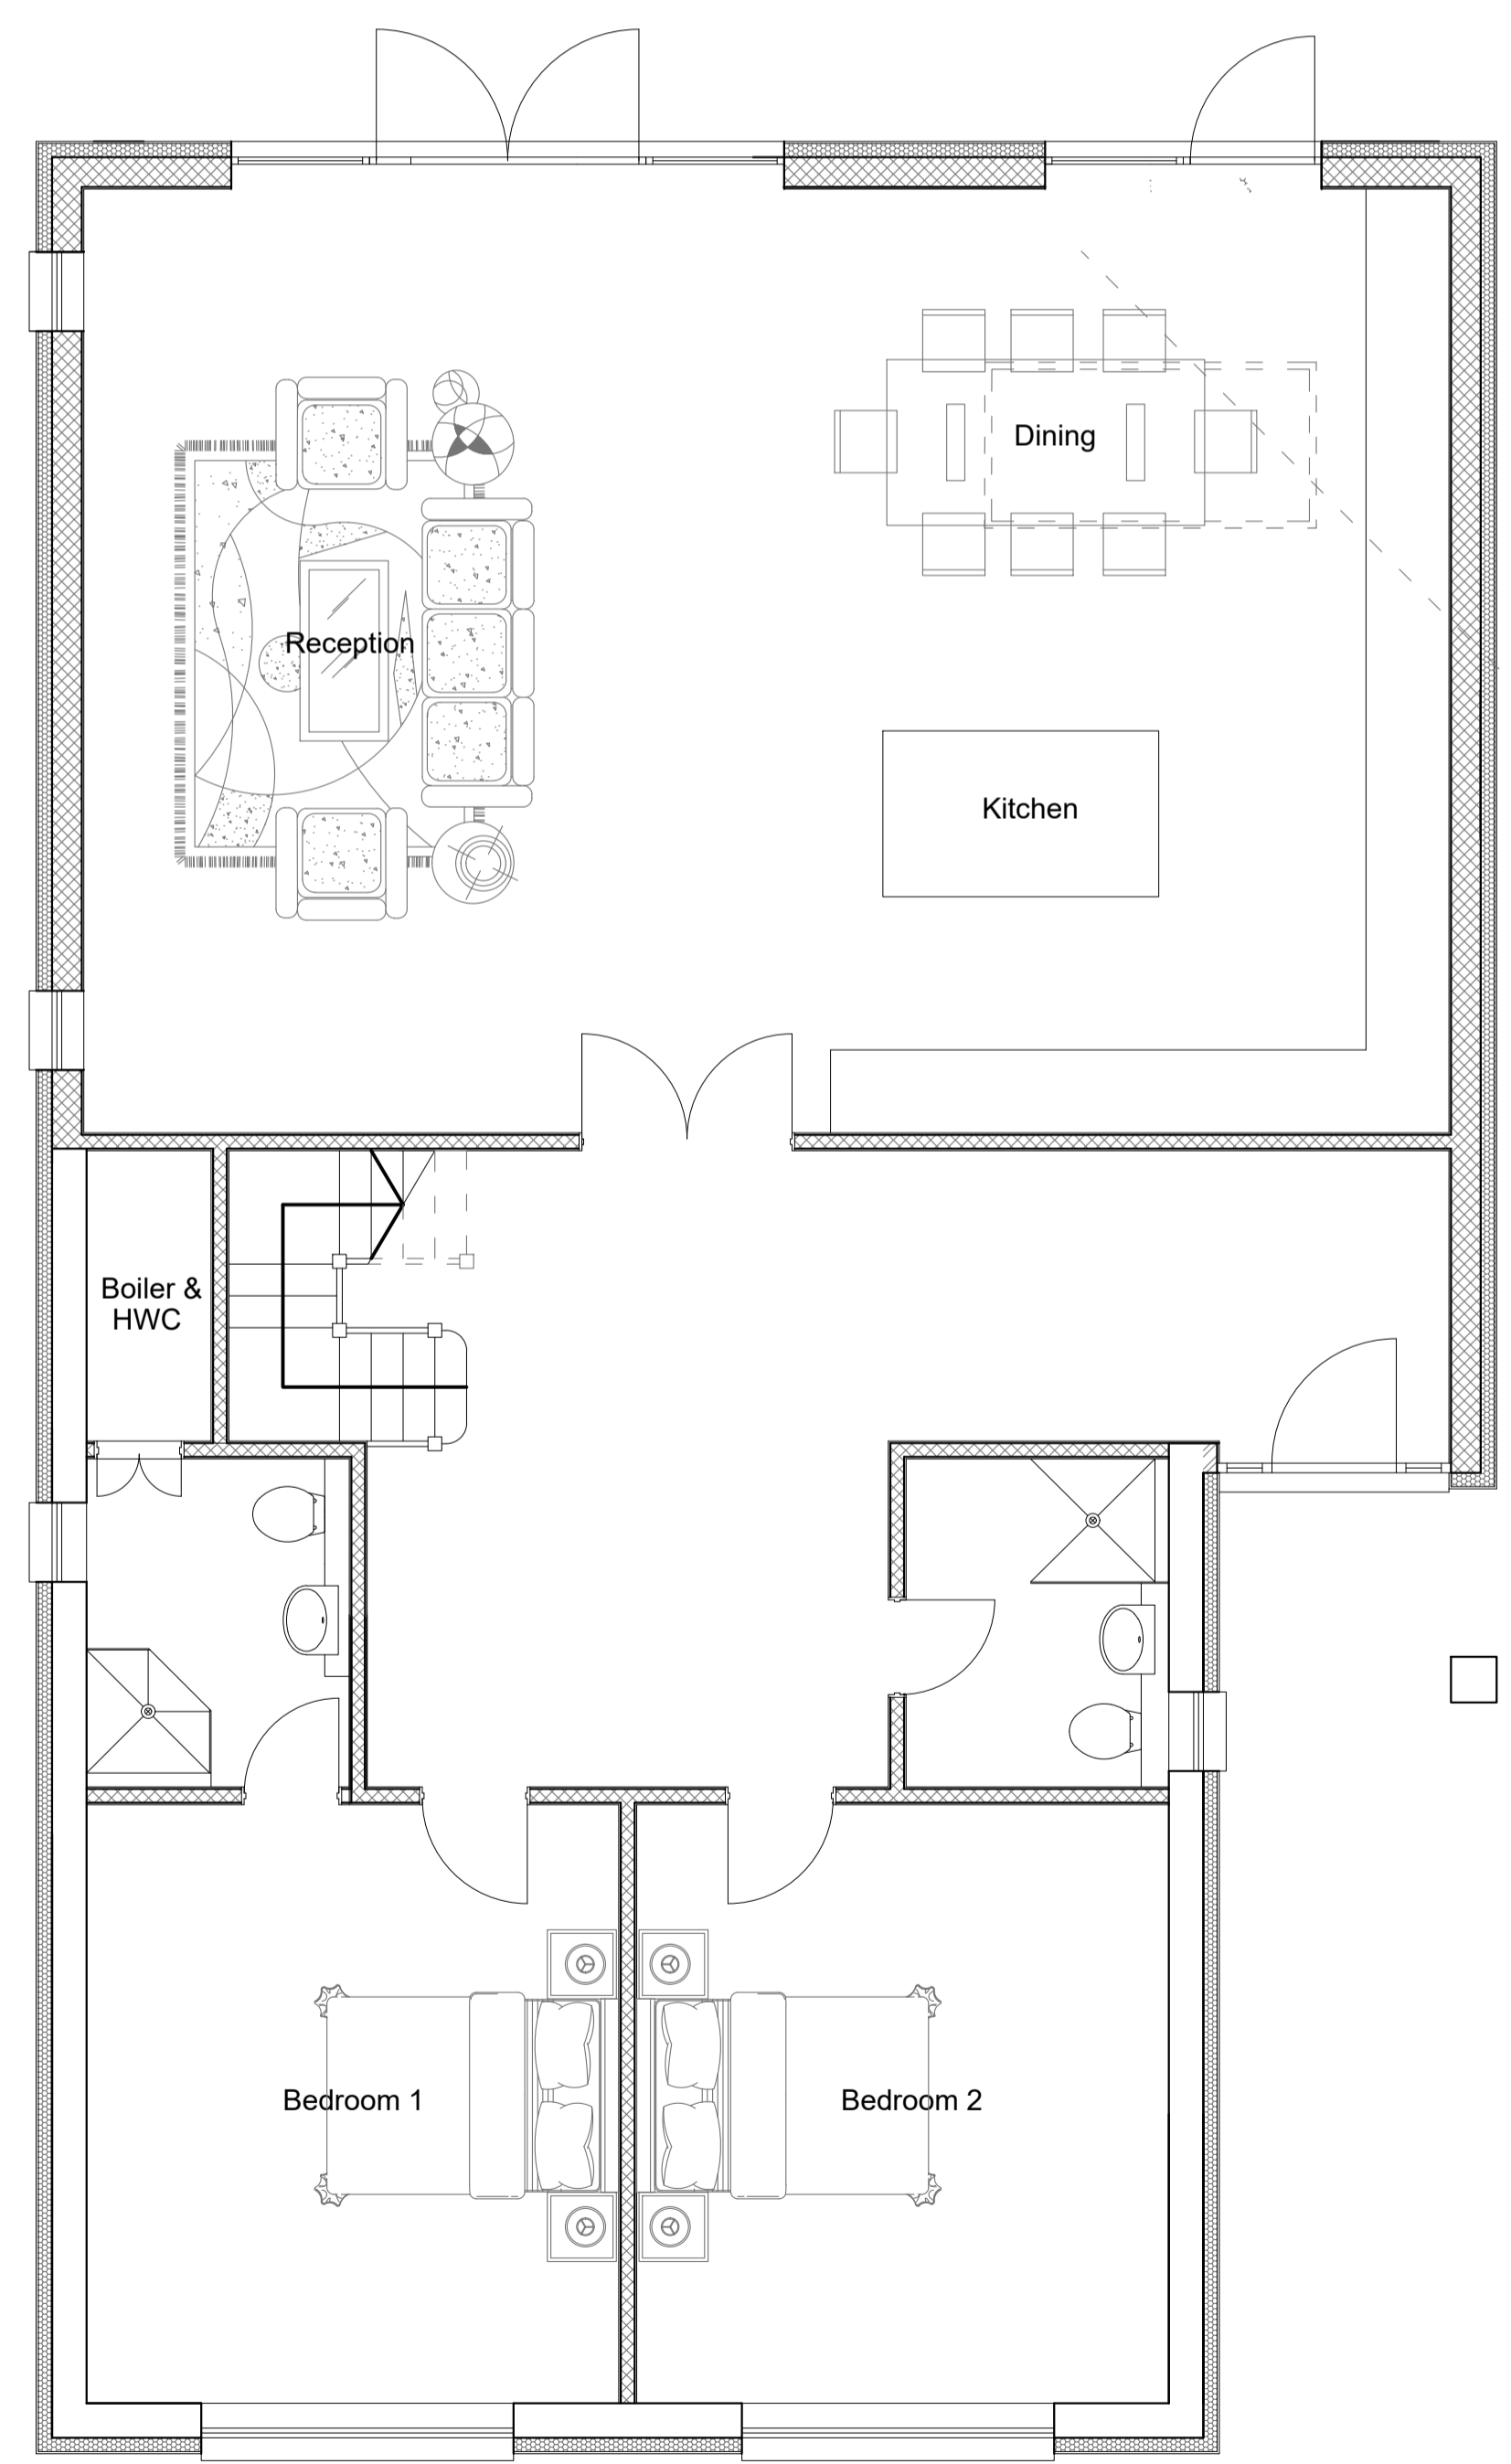 Dining
Reception
Kitchen
Boiler &
HWC
Bedroom 1
Bedroom 2